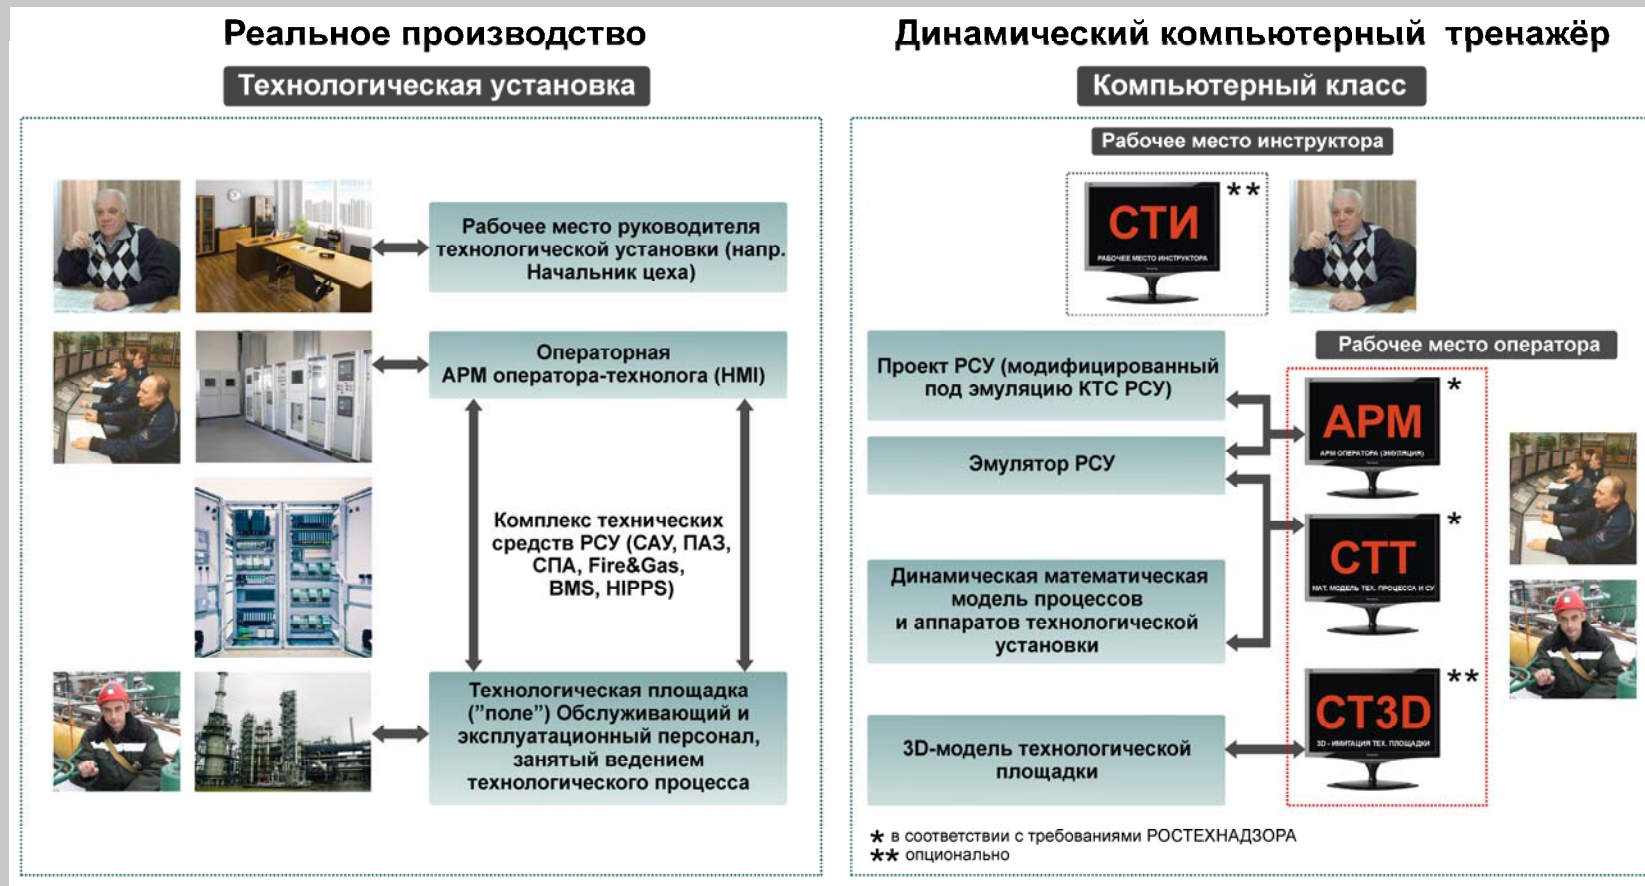 Реальное производство
Технологическая установка
Рабочее место руководителя
технологической установки (напр.
Начальник цеха)
Операторная
АРМ оператора-технолога (HMI)
Комплекс технических
средств РСУ (САУ, ПАЗ,
СПА, Fire&Gas,
BMS, HIPPS)
Технологическая площадка
(”поле”) Обслуживающий и
эксплуатационный персонал,
занятый ведением
технологического процесса
Динамический компьютерный тренажёр
Компьютерный класс
Рабочее место инструктора
СТИ
РАБОЧЕЕ МЕСТО ИНСТРУКТОРА
**
Проект РСУ (модифицированный
под эмуляцию КТС РСУ)
Эмулятор РСУ
Динамическая математическая
модель процессов
и аппаратов технологической
установки
3D-модель технологической
площадки
Рабочее место оператора
АРМ
АРМ ОПЕРАТОРА (ЭМУЛЯЦИЯ)
*
СТТ
МАТ. МОДЕЛЬ ТЕХ. ПРОЦЕССА И СУ
*
СТ3D
3D - ИМИТАЦИЯ ТЕХ. ПЛОЩАДКИ
**
* в соответствии с требованиями РОСТЕХНАДЗОРА
** опционально